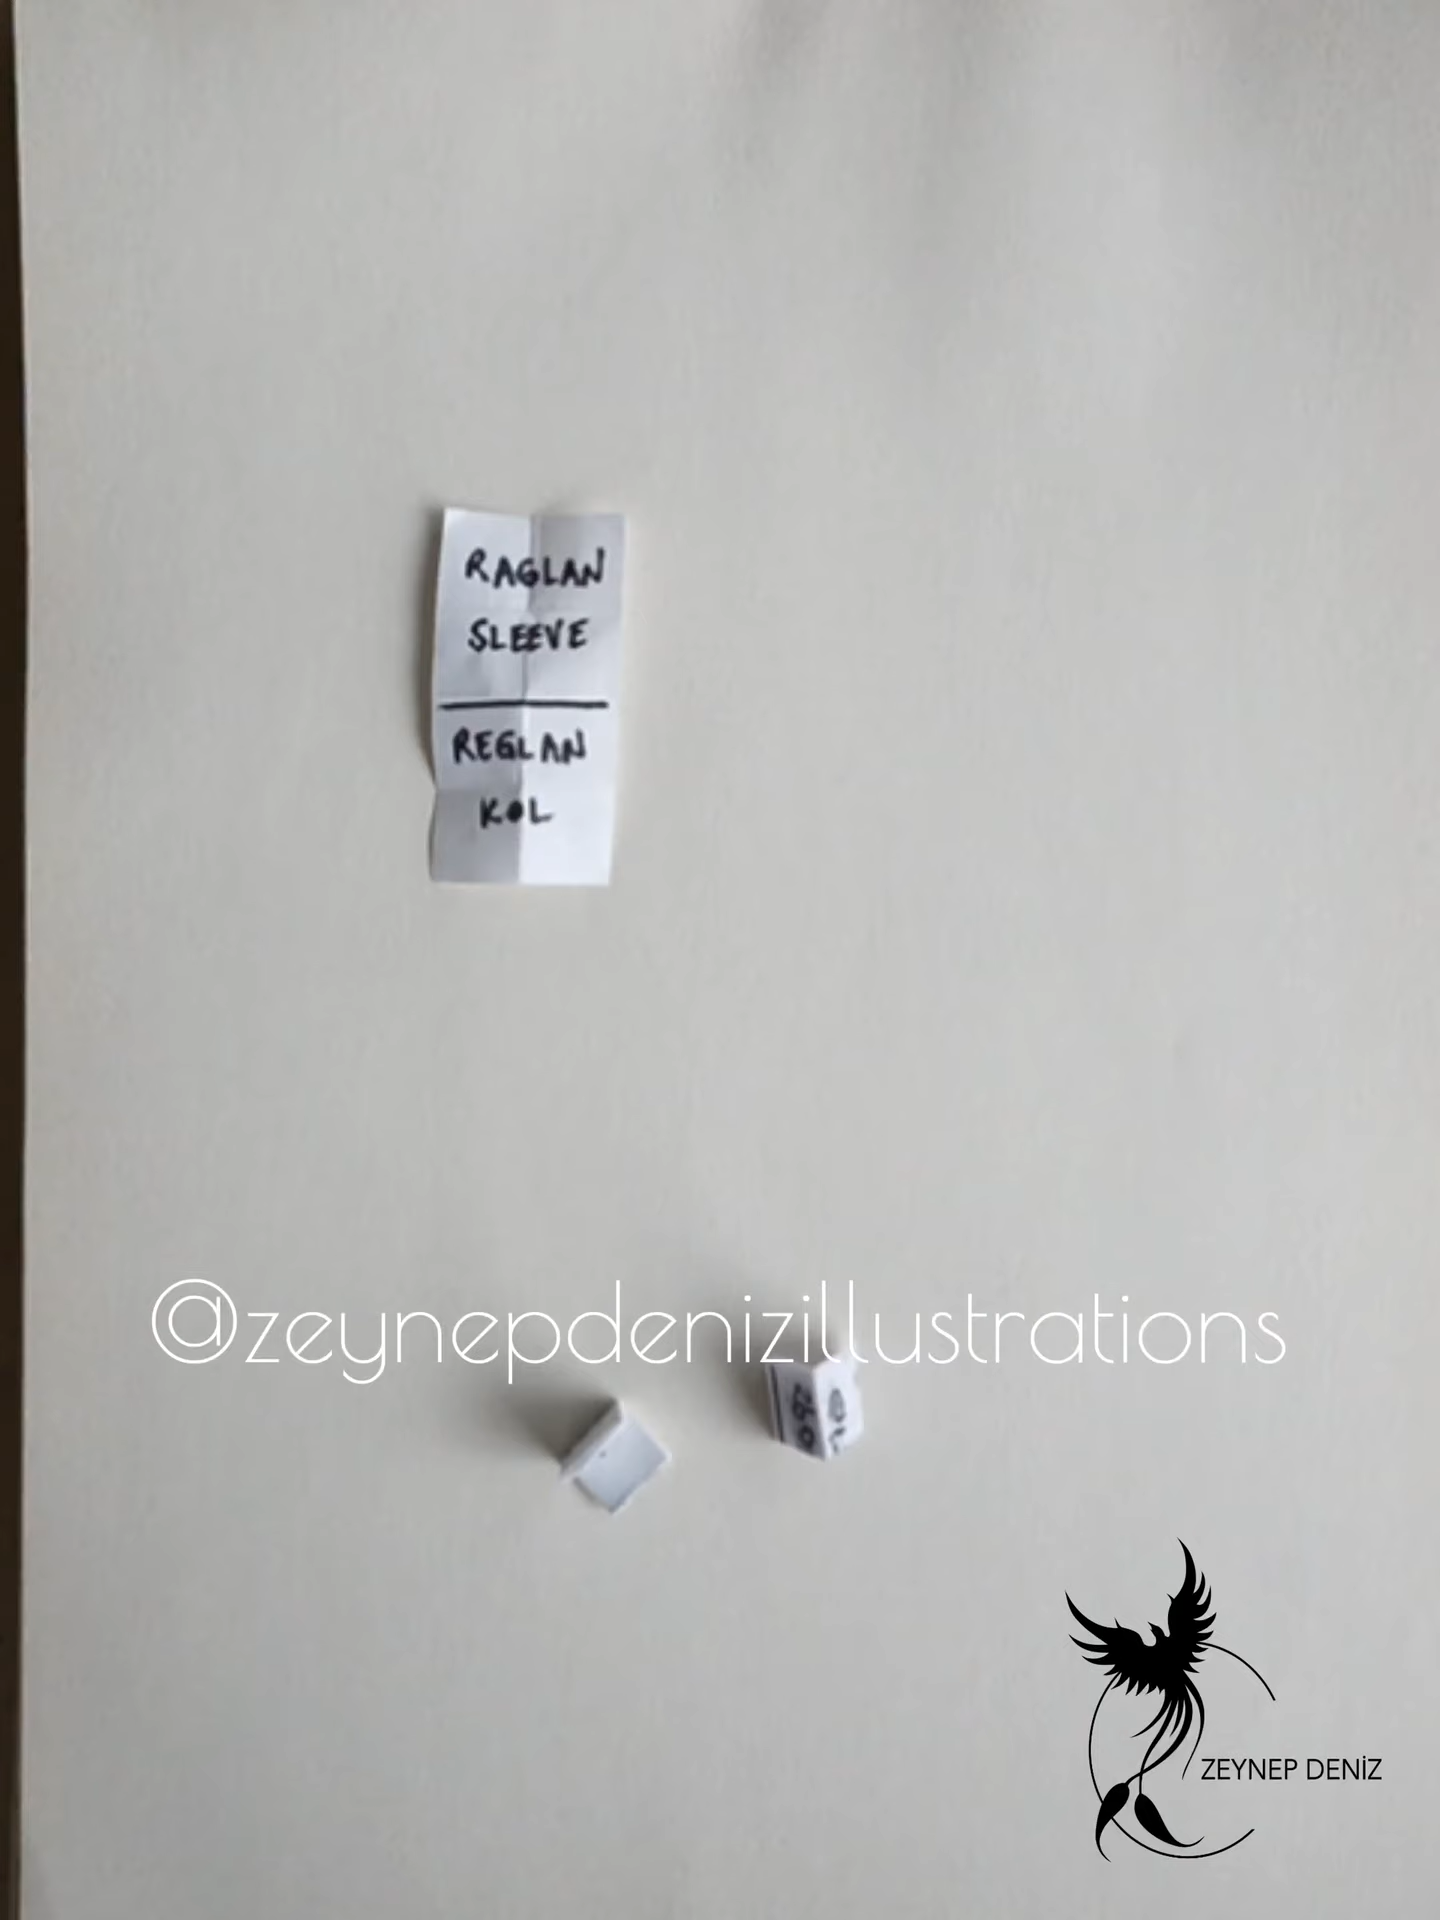 RAGLAN
SLEEVE
REGLAN
KOL
@zeynepdenizillustrations
ZEYNEP DENİZ